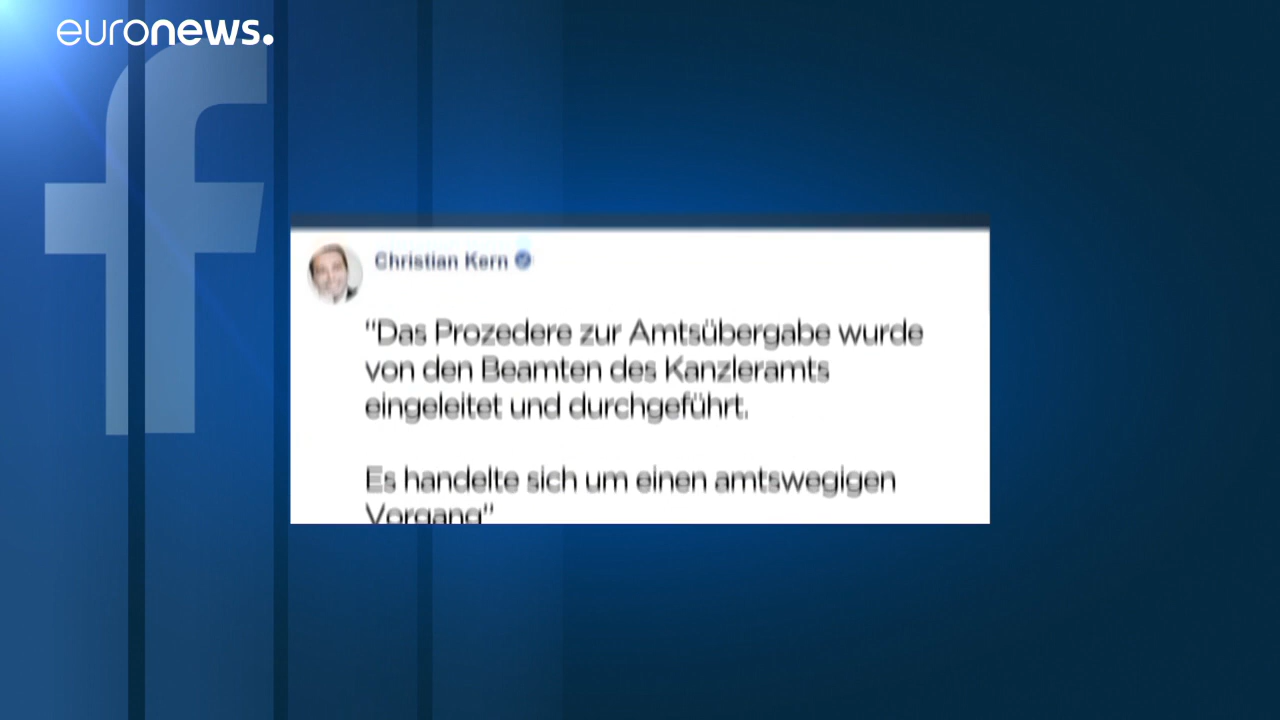 euronews.
Christian Kern
"Das Prozedere zur Amtsübergabe wurde
von den Beamten des Kanzleramts
eingeleitet und durchgeführt.
Es handelte sich um einen amtswegigen
Vorgang"